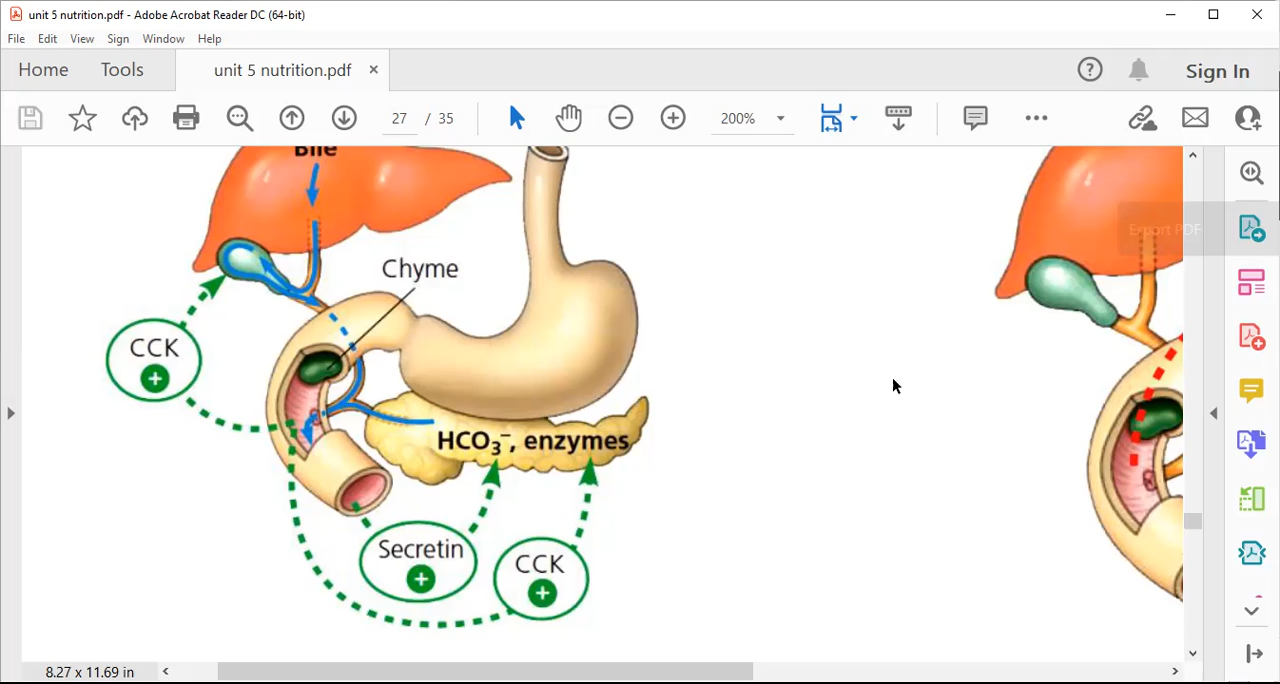 unit 5 nutrition.pdf - Adobe Acrobat Reader DC (64-bit)
File Edit View Sign Window Help
Home Tools unit 5 nutrition.pdf × Sign In
27 / 35 200%
Bile
Export PDF
Chyme
CCK
+
HCO₃⁻, enzymes
Secretin
+
CCK
+
8.27 x 11.69 in